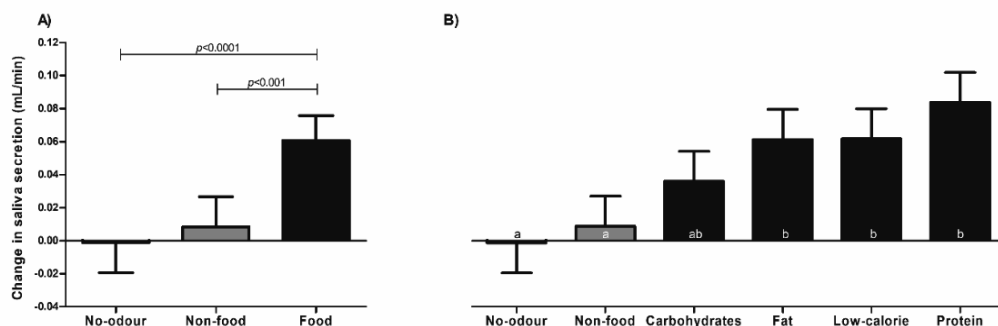 A)
B)
Change in saliva secretion (mL/min)
0.12
0.10
0.08
0.06
0.04
0.02
0.00
-0.02
-0.04
p<0.0001
p<0.001
No-odour Non-food Food
a a ab b b b
No-odour Non-food Carbohydrates Fat Low-calorie Protein